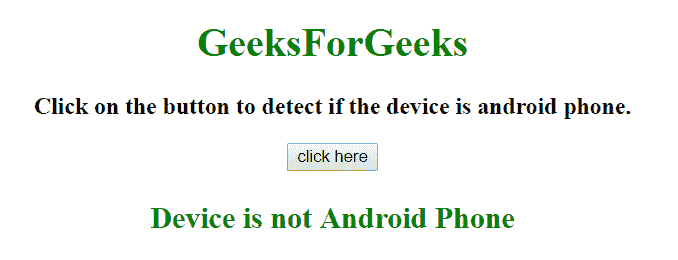 GeeksForGeeks
Click on the button to detect if the device is android phone.
click here
Device is not Android Phone